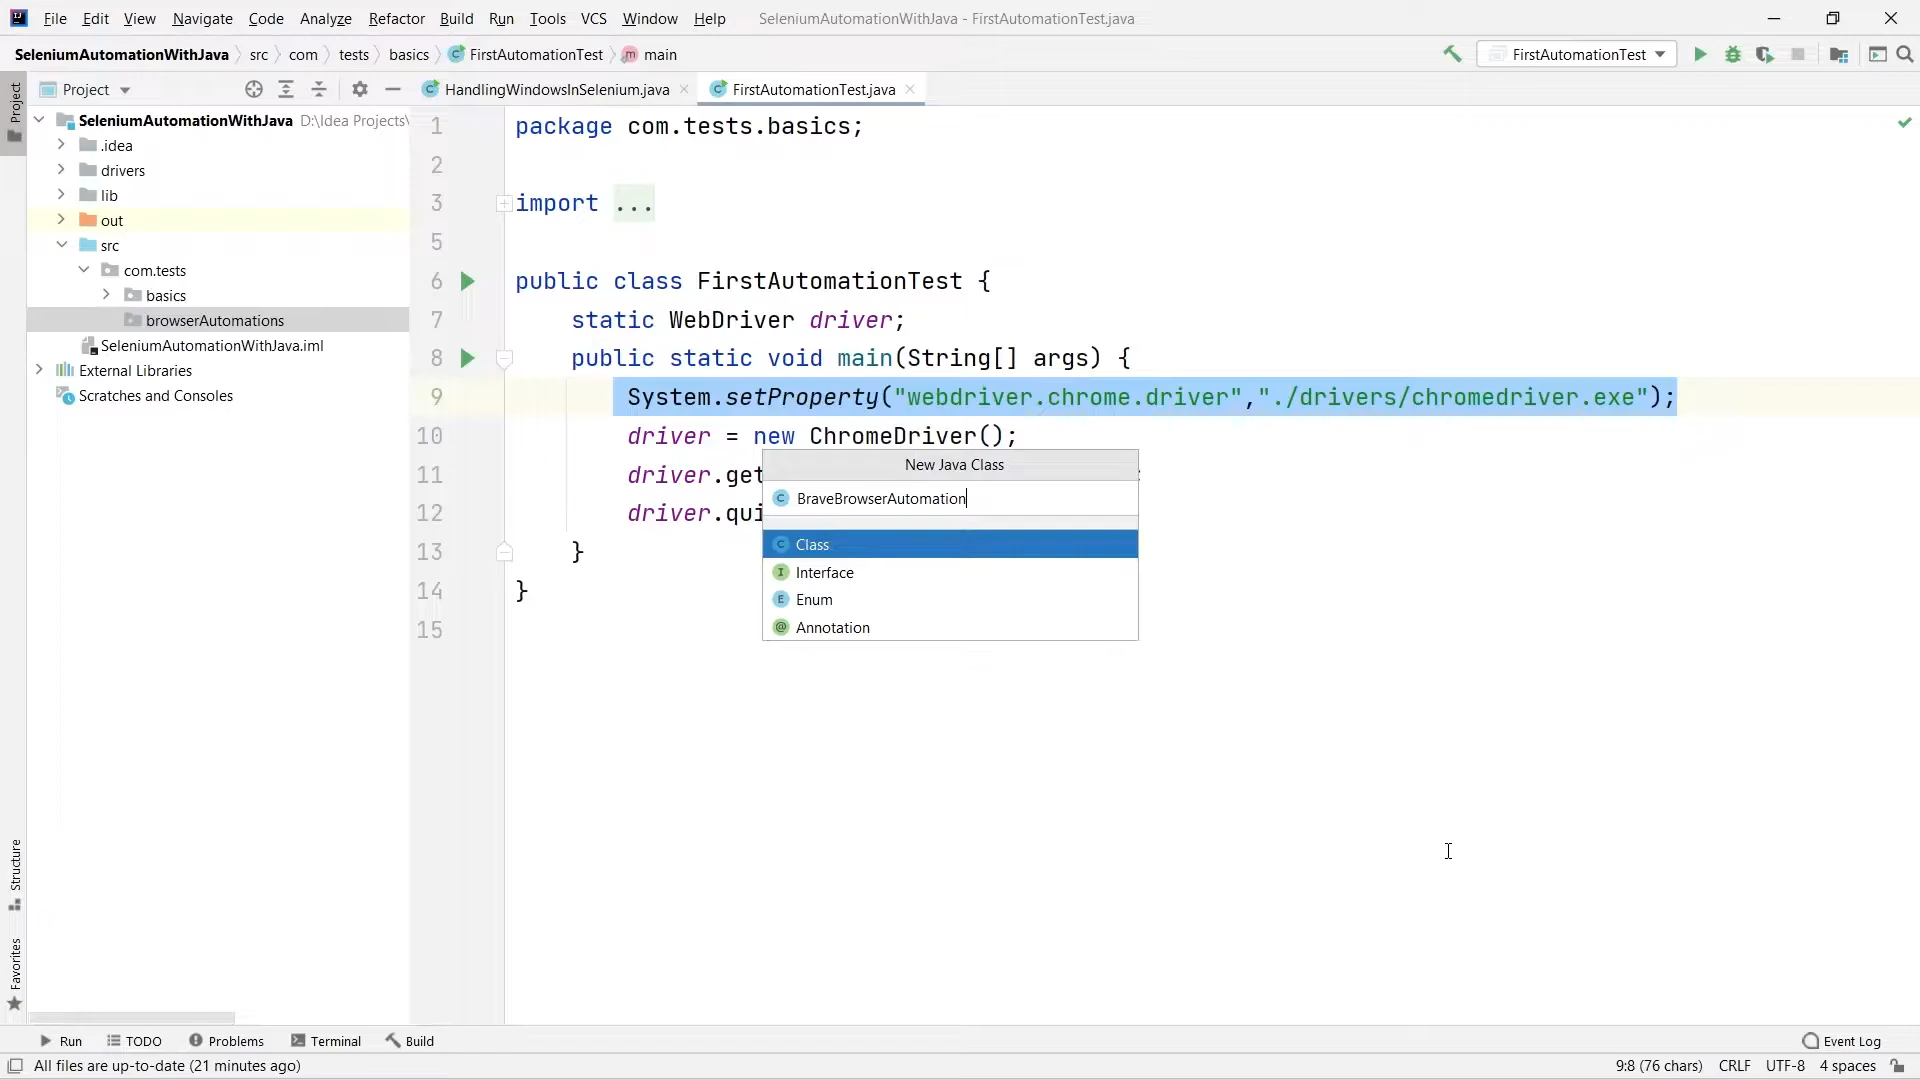 File Edit View Navigate Code Analyze Refactor Build Run Tools VCS Window Help SeleniumAutomationWithJava - FirstAutomationTest.java
SeleniumAutomationWithJava src com tests basics FirstAutomationTest main FirstAutomationTest
Project HandlingWindowsInSelenium.java FirstAutomationTest.java
Project
SeleniumAutomationWithJava D:\Idea Projects\
.idea
drivers
lib
out
src
com.tests
basics
browserAutomations
SeleniumAutomationWithJava.iml
External Libraries
Scratches and Consoles
1 package com.tests.basics;
2
3 import ...
5
6 public class FirstAutomationTest {
7 static WebDriver driver;
8 public static void main(String[] args) {
9 System.setProperty("webdriver.chrome.driver","./drivers/chromedriver.exe");
10 driver = new ChromeDriver();
11 driver.get
12 driver.qui
13 }
14 }
15
New Java Class
BraveBrowserAutomation
Class
Interface
Enum
Annotation
Structure
Favorites
Run TODO Problems Terminal Build Event Log
All files are up-to-date (21 minutes ago) 9:8 (76 chars) CRLF UTF-8 4 spaces